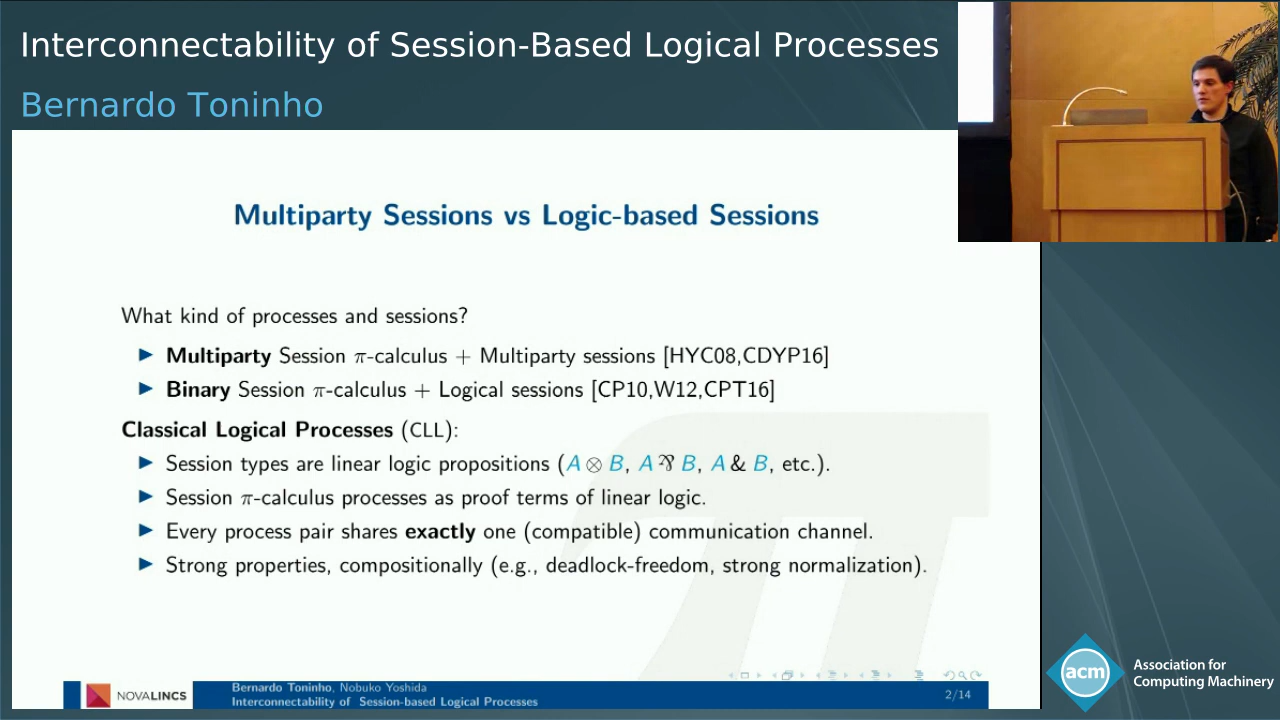 Interconnectability of Session-Based Logical Processes
Bernardo Toninho
Multiparty Sessions vs Logic-based Sessions
What kind of processes and sessions?
Multiparty Session π-calculus + Multiparty sessions [HYC08,CDYP16]
Binary Session π-calculus + Logical sessions [CP10,W12,CPT16]
Classical Logical Processes (CLL):
Session types are linear logic propositions (A ⊗ B, A ⅋ B, A & B, etc.).
Session π-calculus processes as proof terms of linear logic.
Every process pair shares exactly one (compatible) communication channel.
Strong properties, compositionally (e.g., deadlock-freedom, strong normalization).
NOVALINCS
Bernardo Toninho, Nobuko Yoshida
Interconnectability of Session-based Logical Processes
2/14
acm
Association for
Computing Machinery